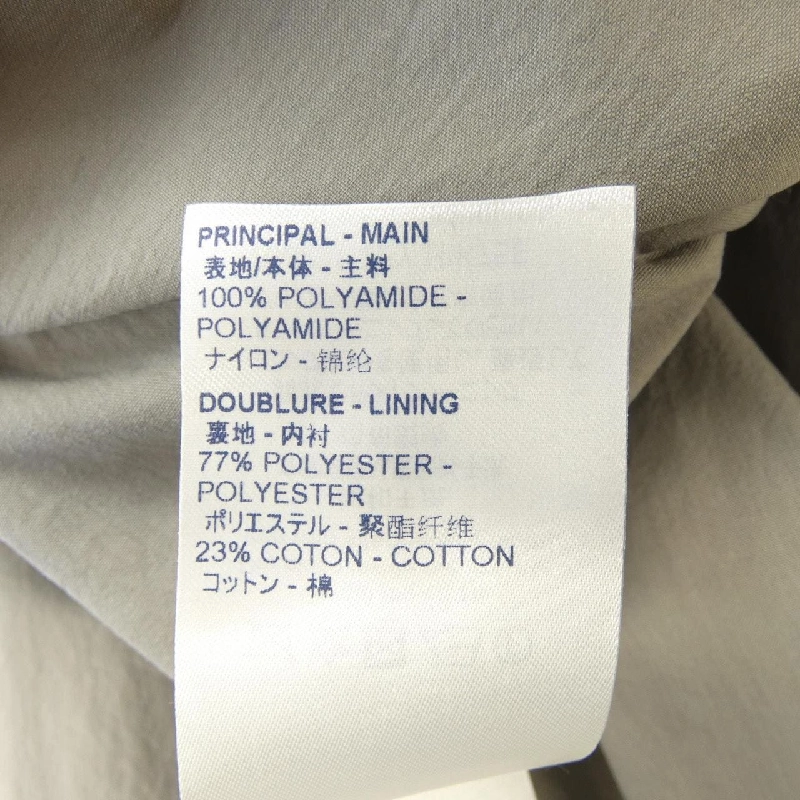 PRINCIPAL - MAIN
表地/本体 - 主料
100% POLYAMIDE -
POLYAMIDE
ナイロン - 锦纶
DOUBLURE - LINING
裏地 - 内衬
77% POLYESTER -
POLYESTER
ポリエステル - 聚酯纤维
23% COTON - COTTON
コットン - 棉